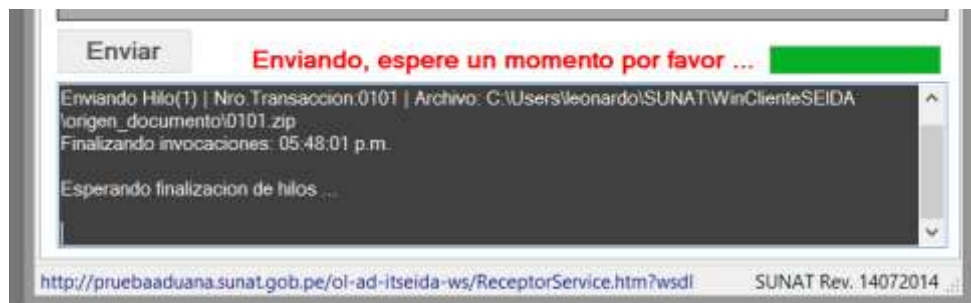 Enviar
Enviando, espere un momento por favor ...
Enviando Hilo(1) | Nro.Transaccion:0101 | Archivo: C:\Users\leonardo\SUNAT\WinClienteSEIDA
\origen_documento\0101.zip
Finalizando invocaciones: 05:48:01 p.m.
Esperando finalizacion de hilos ...
http://pruebaaduana.sunat.gob.pe/ol-ad-itseida-ws/ReceptorService.htm?wsdl SUNAT Rev. 14072014